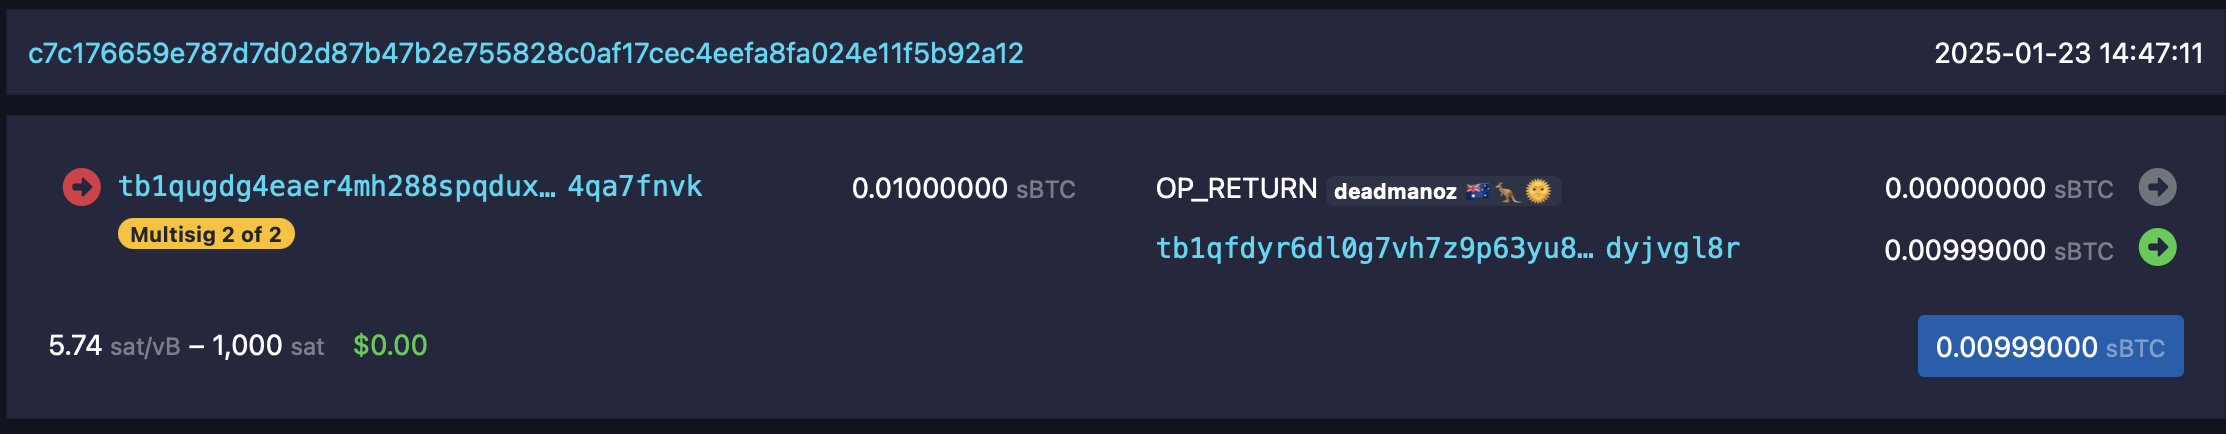 c7c176659e787d7d02d87b47b2e755828c0af17cec4eefa8fa024e11f5b92a12 2025-01-23 14:47:11
tb1qugdg4eaer4mh288spqdux… 4qa7fnvk 0.01000000 sBTC OP_RETURN deadmanoz 🇦🇺🦘🌞 0.00000000 sBTC
Multisig 2 of 2
tb1qfdyr6dl0g7vh7z9p63yu8… dyjvgl8r 0.00999000 sBTC
5.74 sat/vB – 1,000 sat $0.00 0.00999000 sBTC